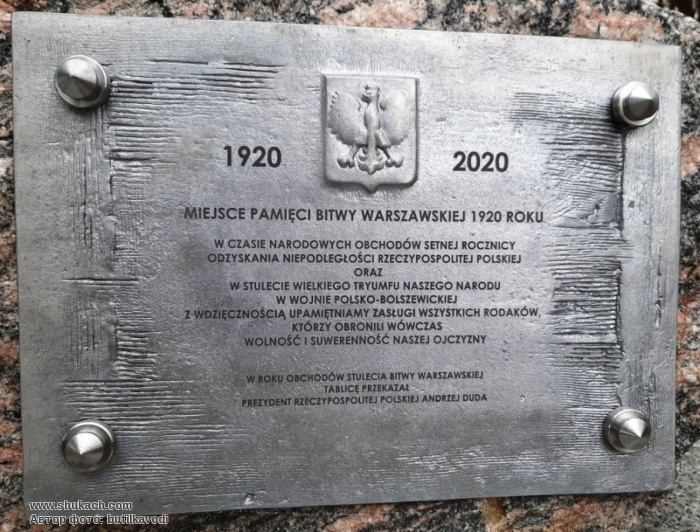 1920
2020
MIEJSCE PAMIĘCI BITWY WARSZAWSKIEJ 1920 ROKU
W CZASIE NARODOWYCH OBCHODÓW SETNEJ ROCZNICY
ODZYSKANIA NIEPODLEGŁOŚCI RZECZYPOSPOLITEJ POLSKIEJ
ORAZ
W STULECIE WIELKIEGO TRYUMFU NASZEGO NARODU
W WOJNIE POLSKO-BOLSZEWICKIEJ
Z WDZIĘCZNOŚCIĄ UPAMIĘTNIAMY ZASŁUGI WSZYSTKICH RODAKÓW,
KTÓRZY OBRONILI WÓWCZAS
WOLNOŚĆ I SUWERENNOŚĆ NASZEJ OJCZYZNY
W ROKU OBCHODÓW STULECIA BITWY WARSZAWSKIEJ
TABLICĘ PRZEKAZAŁ
PREZYDENT RZECZYPOSPOLITEJ POLSKIEJ ANDRZEJ DUDA
www.shukach.com
Автор фото: butilkavodi